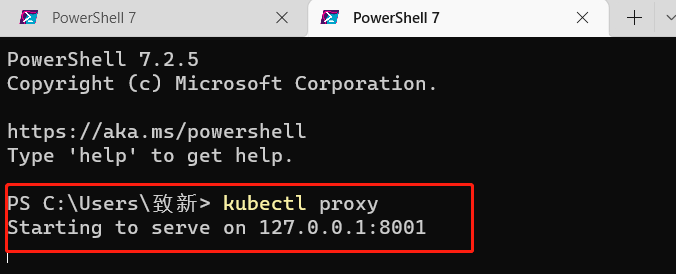 PowerShell 7
PowerShell 7
PowerShell 7.2.5
Copyright (c) Microsoft Corporation.
https://aka.ms/powershell
Type 'help' to get help.
PS C:\Users\致新> kubectl proxy
Starting to serve on 127.0.0.1:8001